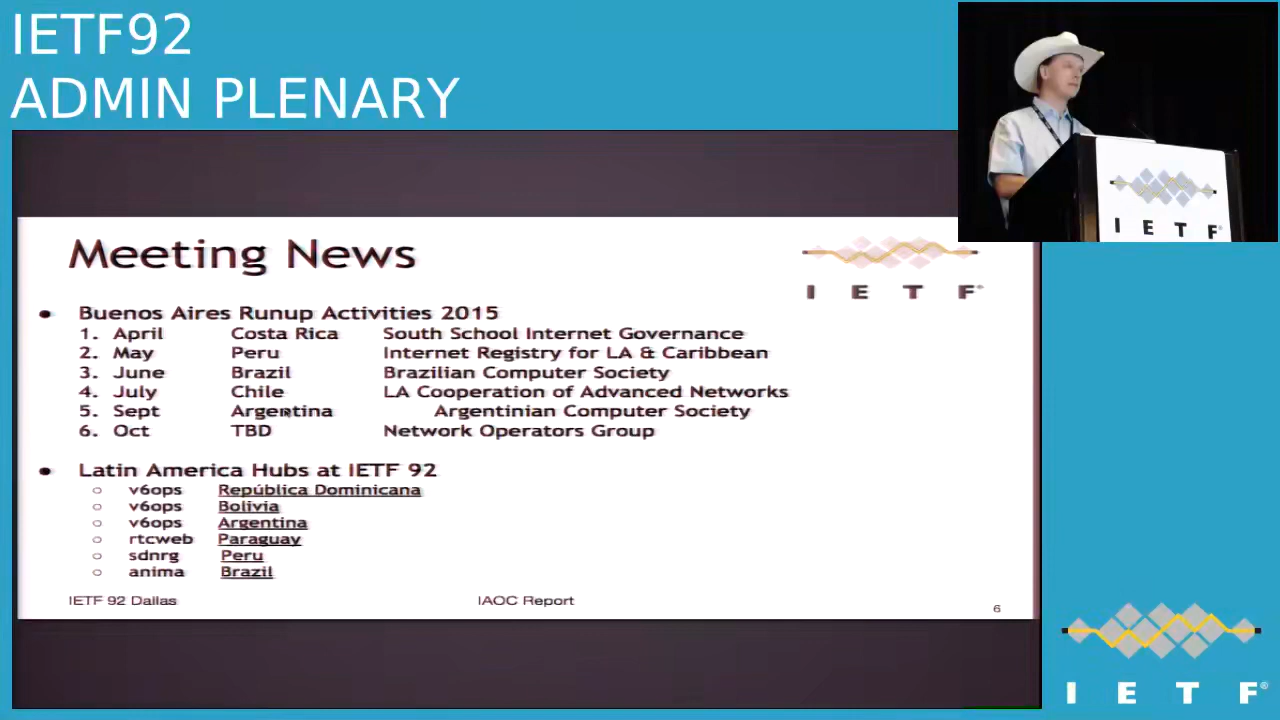 IETF92
ADMIN PLENARY
I E T F
Meeting News
I E T F®
• Buenos Aires Runup Activities 2015
1. April Costa Rica South School Internet Governance
2. May Peru Internet Registry for LA & Caribbean
3. June Brazil Brazilian Computer Society
4. July Chile LA Cooperation of Advanced Networks
5. Sept Argentina Argentinian Computer Society
6. Oct TBD Network Operators Group
• Latin America Hubs at IETF 92
○ v6ops República Dominicana
○ v6ops Bolivia
○ v6ops Argentina
○ rtcweb Paraguay
○ sdnrg Peru
○ anima Brazil
IETF 92 Dallas IAOC Report 6
I E T F®